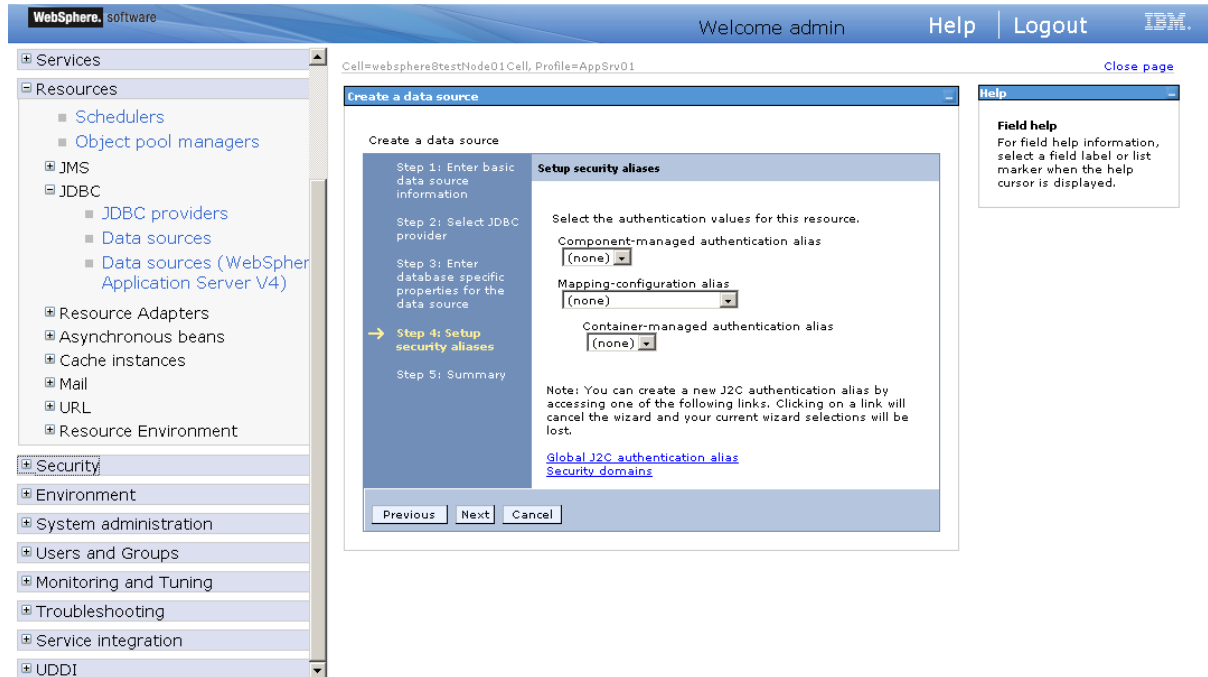 WebSphere. software
Welcome admin
Help
Logout
IBM.
Services
Resources
Schedulers
Object pool managers
JMS
JDBC
JDBC providers
Data sources
Data sources (WebSpher
Application Server V4)
Resource Adapters
Asynchronous beans
Cache instances
Mail
URL
Resource Environment
Security
Environment
System administration
Users and Groups
Monitoring and Tuning
Troubleshooting
Service integration
UDDI
Cell=websphere8testNode01Cell, Profile=AppSrv01
Close page
Create a data source
Create a data source
Step 1: Enter basic
data source
information
Step 2: Select JDBC
provider
Step 3: Enter
database specific
properties for the
data source
Step 4: Setup
security aliases
Step 5: Summary
Setup security aliases
Select the authentication values for this resource.
Component-managed authentication alias
(none)
Mapping-configuration alias
(none)
Container-managed authentication alias
(none)
Note: You can create a new J2C authentication alias by
accessing one of the following links. Clicking on a link will
cancel the wizard and your current wizard selections will be
lost.
Global J2C authentication alias
Security domains
Previous
Next
Cancel
Help
Field help
For field help information,
select a field label or list
marker when the help
cursor is displayed.